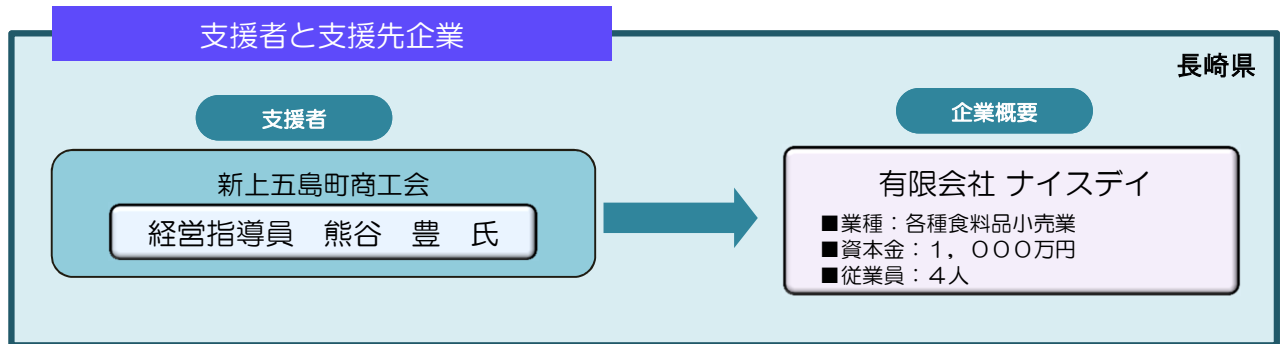 支援者と支援先企業
長崎県
支援者
新上五島町商工会
経営指導員　熊谷　豊　氏
企業概要
有限会社 ナイスデイ
■業種：各種食料品小売業
■資本金：１，０００万円
■従業員：４人